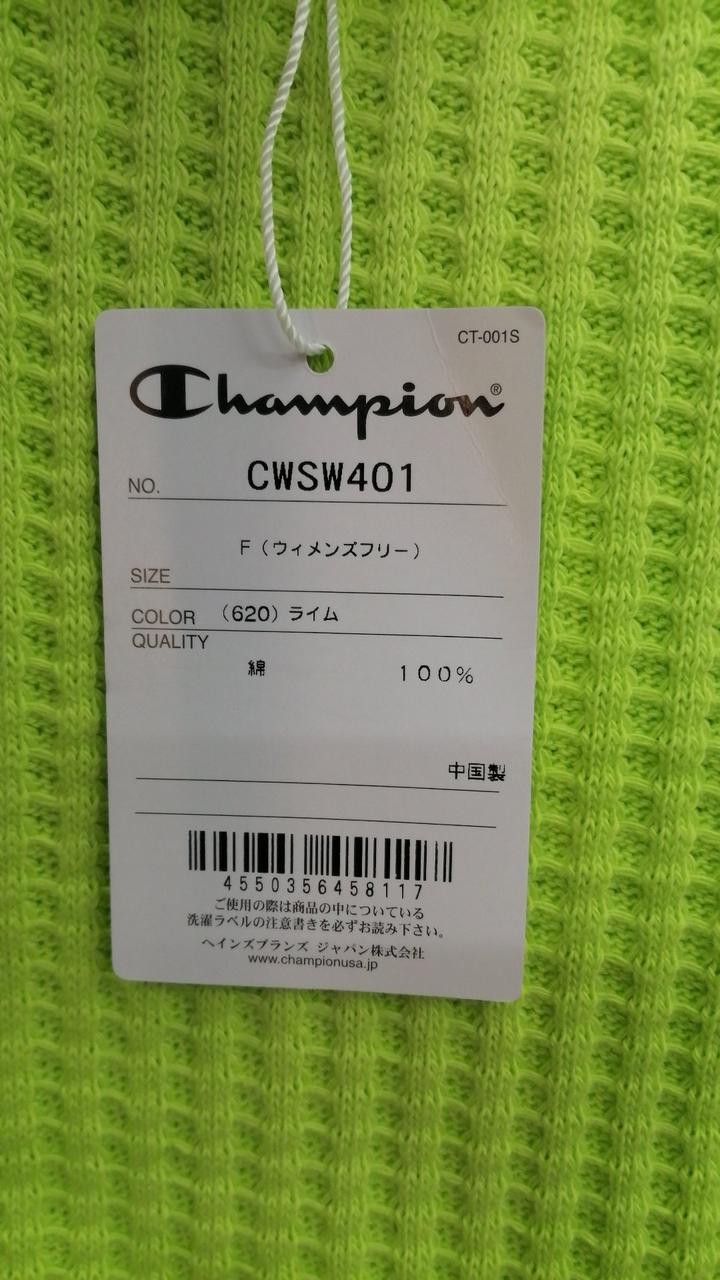 CT-001S
Champion®
NO. CWSW401
F(ウィメンズフリー)
SIZE
COLOR (620)ライム
QUALITY
綿 100%
中国製
4550356458117
ご使用の際は商品の中についている
洗濯ラベルの注意書きを必ずお読み下さい。
ヘインズブランズ ジャパン株式会社
www.championusa.jp